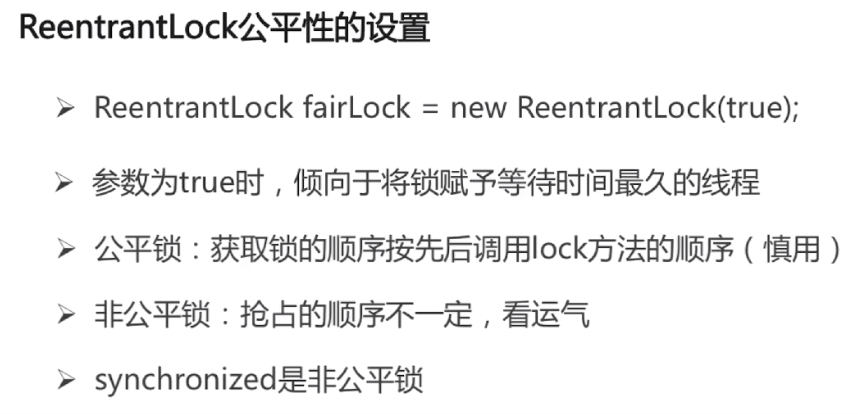 ReentrantLock公平性的设置
➢ ReentrantLock fairLock = new ReentrantLock(true);
➢ 参数为true时，倾向于将锁赋予等待时间最久的线程
➢ 公平锁：获取锁的顺序按先后调用lock方法的顺序（慎用）
➢ 非公平锁：抢占的顺序不一定，看运气
➢ synchronized是非公平锁